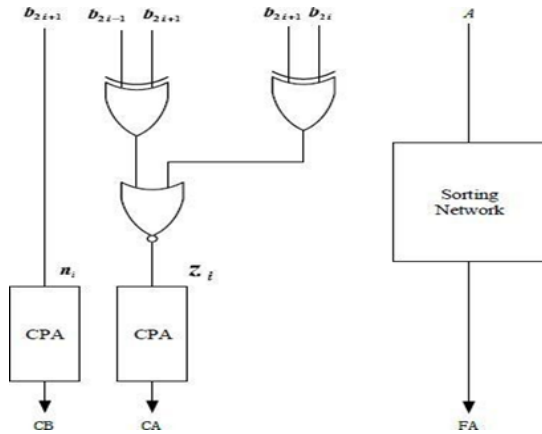 b₂ᵢ₊₁ b₂ᵢ₋₁ b₂ᵢ₊₁ b₂ᵢ₊₁ b₂ᵢ A
Sorting
Network
nᵢ zᵢ
CPA CPA
CB CA FA